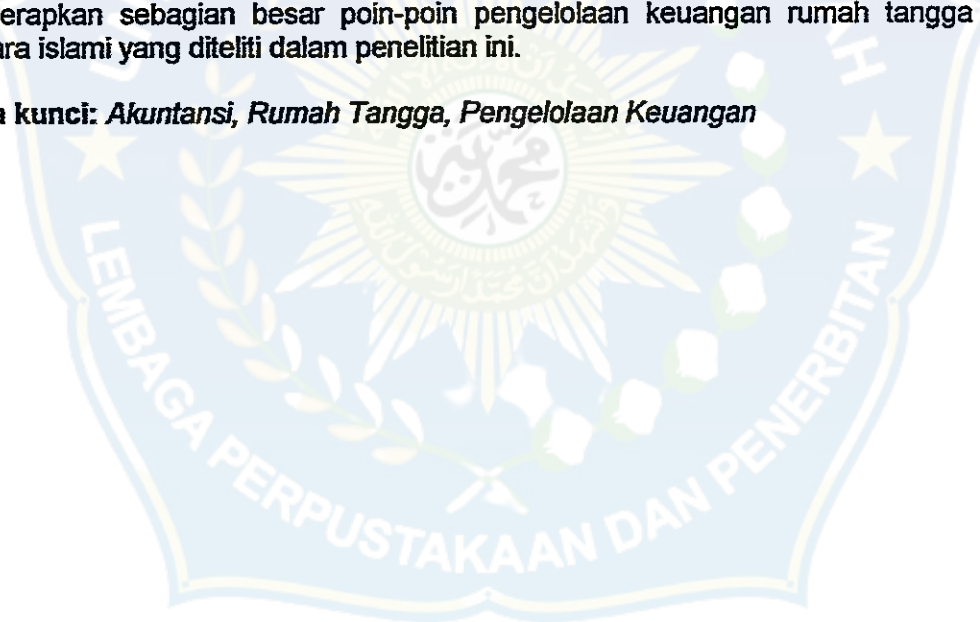 erapkan sebagian besar poin-poin pengelolaan keuangan rumah tangga
ara islami yang diteliti dalam penelitian ini.
a kunci: Akuntansi, Rumah Tangga, Pengelolaan Keuangan
LEMBAGA PERPUSTAKAAN DAN PENERBITAN